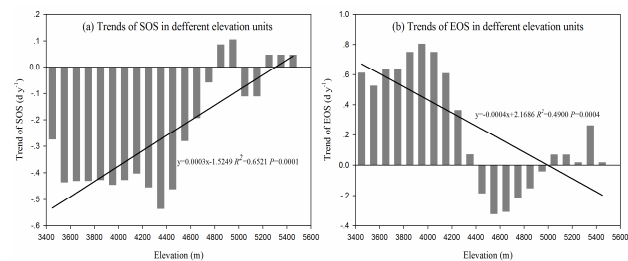 (a) Trends of SOS in defferent elevation units
Trend of SOS (d y-1)
.2
.1
0.0
-.1
-.2
-.3
-.4
-.5
-.6
y=0.0003x-1.5249 R2=0.6521 P=0.0001
3400 3600 3800 4000 4200 4400 4600 4800 5000 5200 5400 5600
Elevation (m)
(b) Trends of EOS in defferent elevation units
Trend of EOS (d y-1)
1.0
.8
.6
.4
.2
0.0
-.2
-.4
y=-0.0004x+2.1686 R2=0.4900 P=0.0004
3400 3600 3800 4000 4200 4400 4600 4800 5000 5200 5400 5600
Elevation (m)